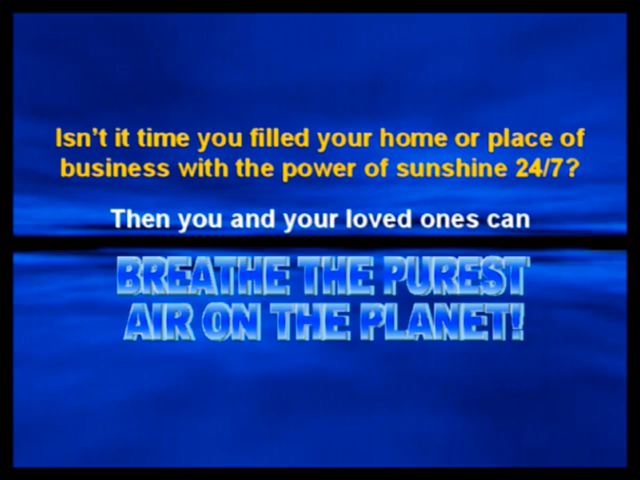 Isn't it time you filled your home or place of
business with the power of sunshine 24/7?
Then you and your loved ones can
BREATHE THE PUREST
AIR ON THE PLANET!